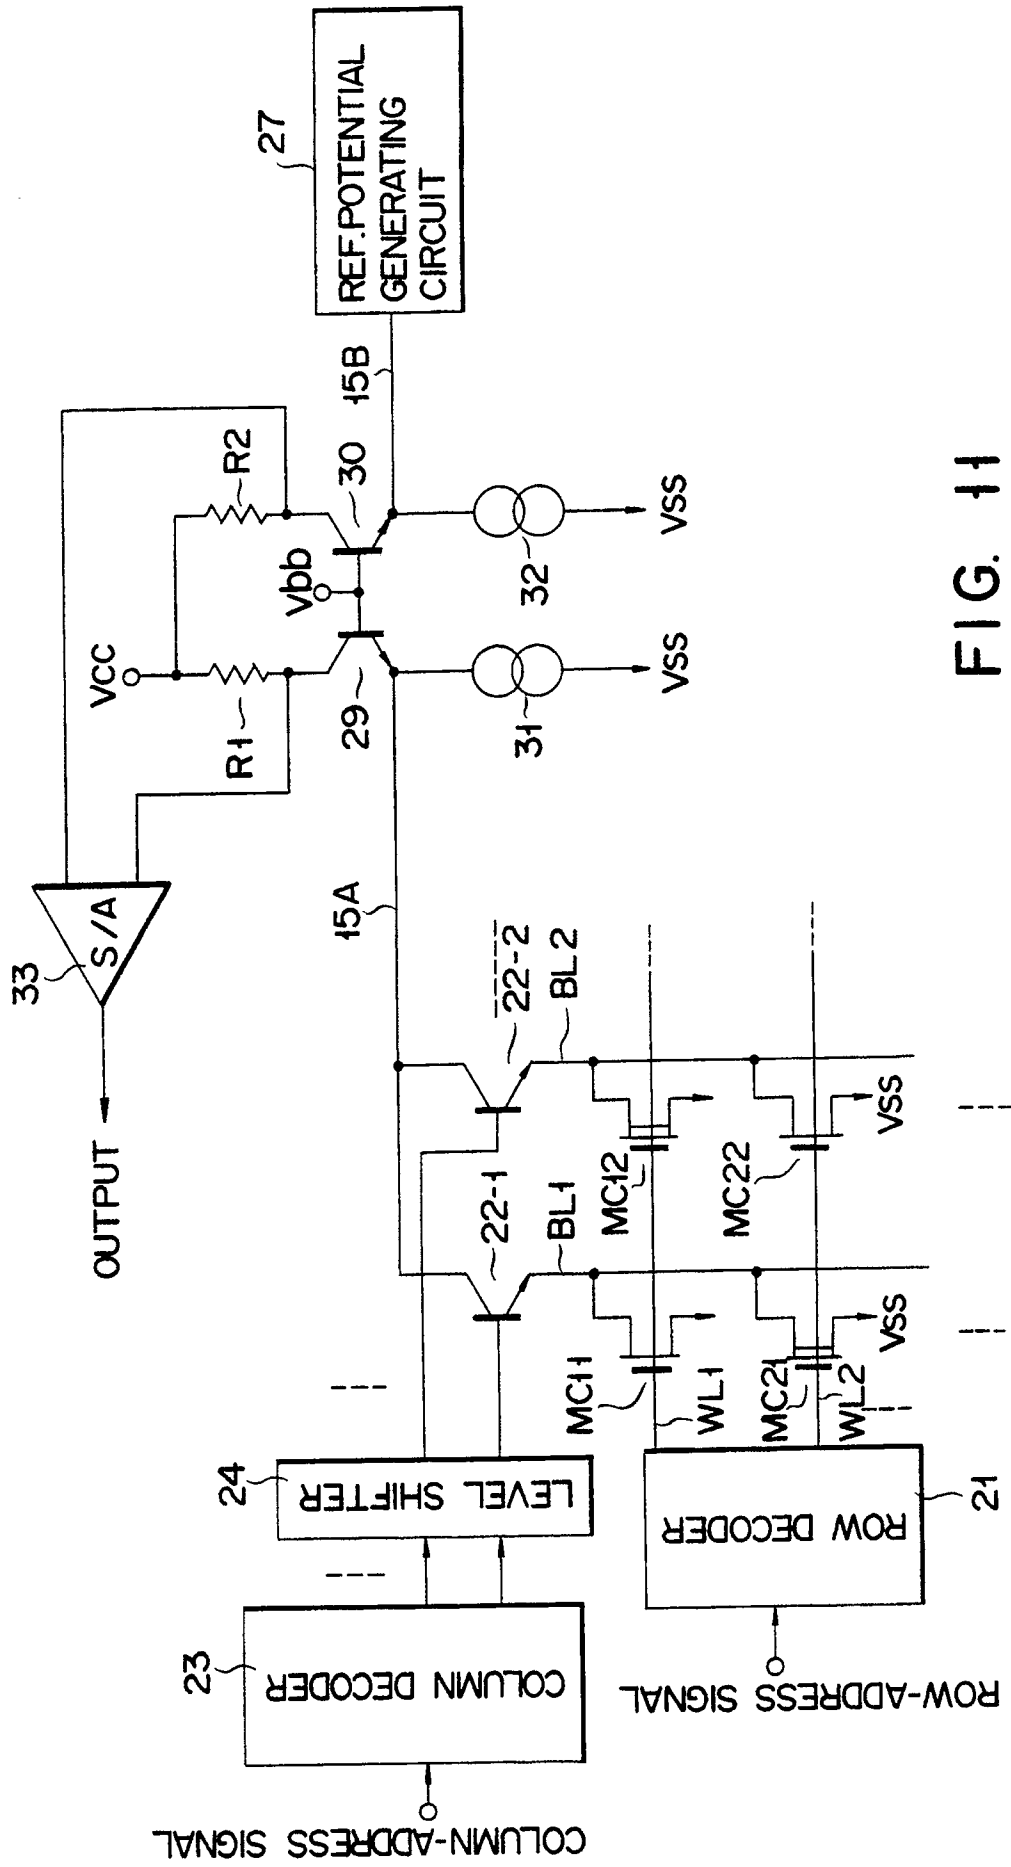 COLUMN-ADDRESS SIGNAL
23
COLUMN DECODER
24
LEVEL SHIFTER
ROW-ADDRESS SIGNAL
21
ROW DECODER
OUTPUT
33
S/A
VCC
R1
R2
Vbb
29
30
15A
15B
27
REF.POTENTIAL
GENERATING
CIRCUIT
31
32
VSS
VSS
22-1
22-2
BL1
BL2
MC11
MC12
WL1
MC21
MC22
WL2
VSS
VSS
FIG. 11